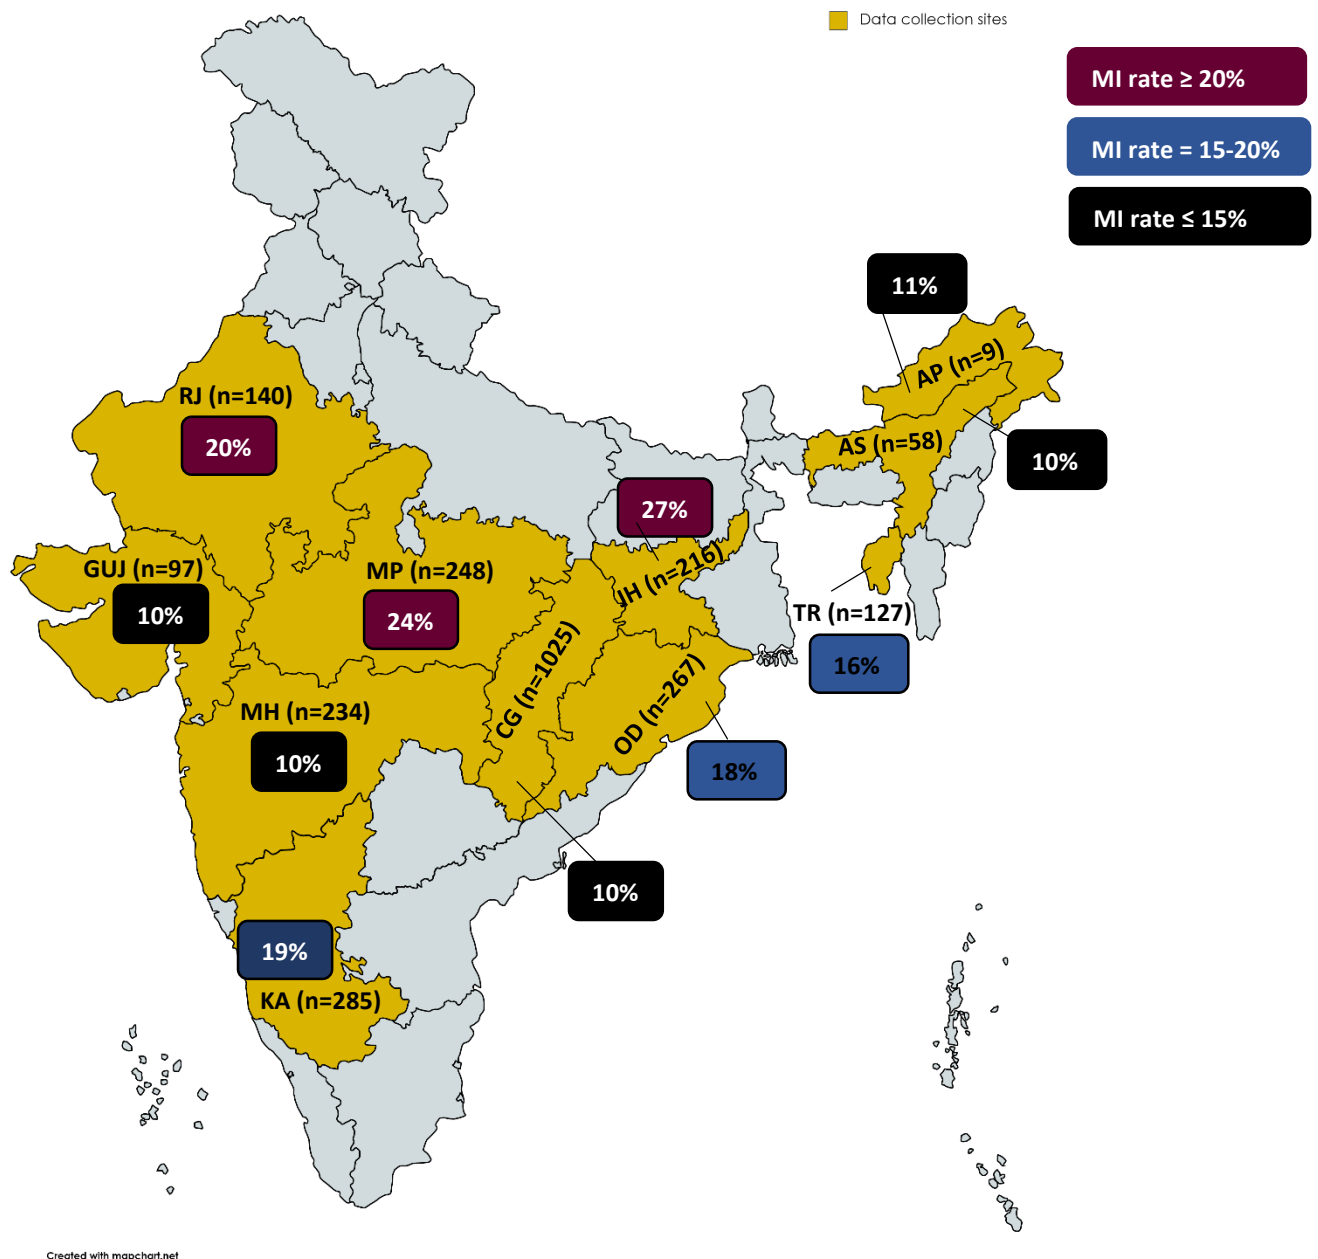 Data collection sites
MI rate ≥ 20%
MI rate = 15-20%
MI rate ≤ 15%
11%
AP (n=9)
RJ (n=140)
20%
AS (n=58)
10%
27%
JH (n=216)
GUJ (n=97)
10%
MP (n=248)
24%
TR (n=127)
16%
CG (n=1025)
OD (n=267)
MH (n=234)
10%
18%
10%
19%
KA (n=285)
Created with mapchart.net